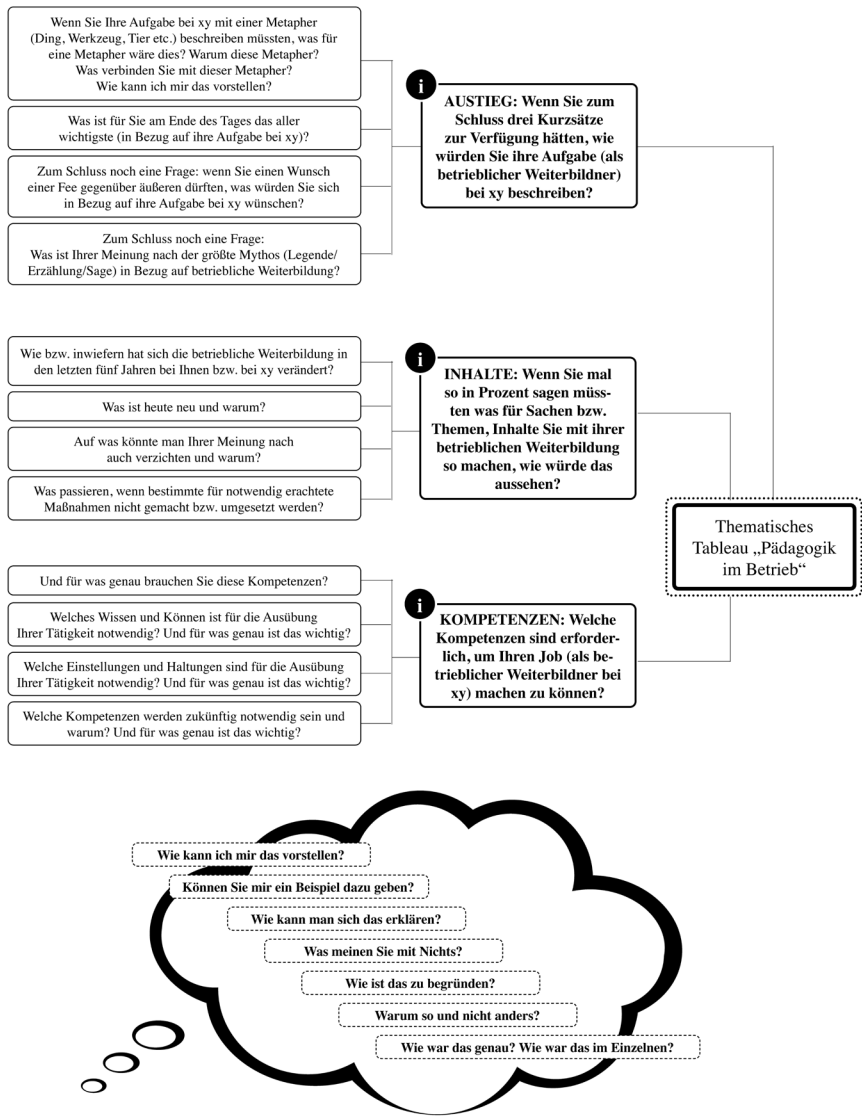 Wenn Sie Ihre Aufgabe bei xy mit einer Metapher
(Ding, Werkzeug, Tier etc.) beschreiben müssten, was für
eine Metapher wäre dies? Warum diese Metapher?
Was verbinden Sie mit dieser Metapher?
Wie kann ich mir das vorstellen?
Was ist für Sie am Ende des Tages das aller
wichtigste (in Bezug auf ihre Aufgabe bei xy)?
Zum Schluss noch eine Frage: wenn Sie einen Wunsch
einer Fee gegenüber äußeren dürften, was würden Sie sich
in Bezug auf ihre Aufgabe bei xy wünschen?
Zum Schluss noch eine Frage:
Was ist Ihrer Meinung nach der größte Mythos (Legende/
Erzählung/Sage) in Bezug auf betriebliche Weiterbildung?
i
AUSTIEG: Wenn Sie zum
Schluss drei Kurzsätze
zur Verfügung hätten, wie
würden Sie ihre Aufgabe (als
betrieblicher Weiterbildner)
bei xy beschreiben?
Wie bzw. inwiefern hat sich die betriebliche Weiterbildung in
den letzten fünf Jahren bei Ihnen bzw. bei xy verändert?
Was ist heute neu und warum?
Auf was könnte man Ihrer Meinung nach
auch verzichten und warum?
Was passieren, wenn bestimmte für notwendig erachtete
Maßnahmen nicht gemacht bzw. umgesetzt werden?
i
INHALTE: Wenn Sie mal
so in Prozent sagen müss-
ten was für Sachen bzw.
Themen, Inhalte Sie mit ihrer
betrieblichen Weiterbildung
so machen, wie würde das
aussehen?
Thematisches
Tableau „Pädagogik
im Betrieb“
Und für was genau brauchen Sie diese Kompetenzen?
Welches Wissen und Können ist für die Ausübung
Ihrer Tätigkeit notwendig? Und für was genau ist das wichtig?
Welche Einstellungen und Haltungen sind für die Ausübung
Ihrer Tätigkeit notwendig? Und für was genau ist das wichtig?
Welche Kompetenzen werden zukünftig notwendig sein und
warum? Und für was genau ist das wichtig?
i
KOMPETENZEN: Welche
Kompetenzen sind erforder-
lich, um Ihren Job (als be-
trieblicher Weiterbildner bei
xy) machen zu können?
Wie kann ich mir das vorstellen?
Können Sie mir ein Beispiel dazu geben?
Wie kann man sich das erklären?
Was meinen Sie mit Nichts?
Wie ist das zu begründen?
Warum so und nicht anders?
Wie war das genau? Wie war das im Einzelnen?